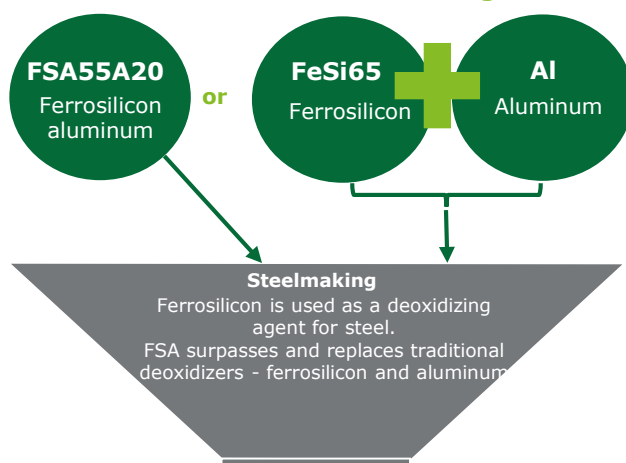 FSA55A20
Ferrosilicon
aluminum
or
FeSi65
Ferrosilicon
Al
Aluminum
Steelmaking
Ferrosilicon is used as a deoxidizing
agent for steel.
FSA surpasses and replaces traditional
deoxidizers - ferrosilicon and aluminum